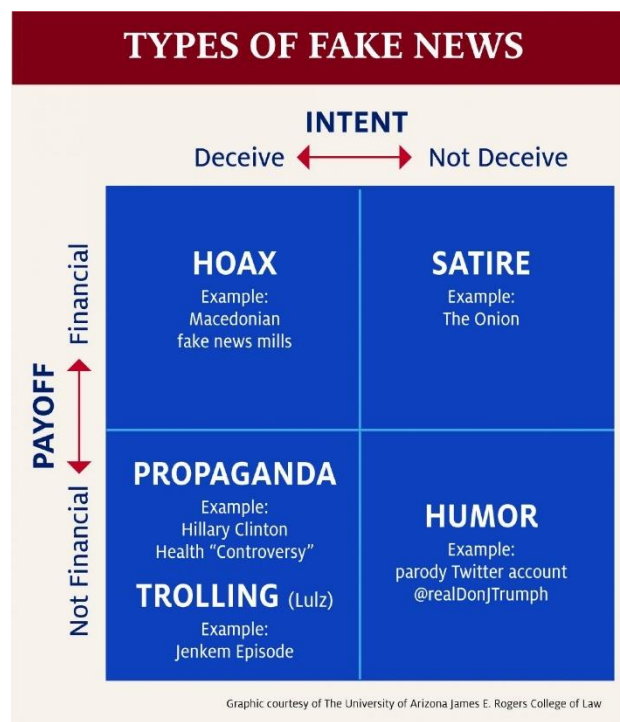 TYPES OF FAKE NEWS
INTENT
Deceive Not Deceive
PAYOFF
Financial
Not Financial
HOAX
Example:
Macedonian
fake news mills
SATIRE
Example:
The Onion
PROPAGANDA
Example:
Hillary Clinton
Health “Controversy”
TROLLING (Lulz)
Example:
Jenkem Episode
HUMOR
Example:
parody Twitter account
@realDonJTrumph
Graphic courtesy of The University of Arizona James E. Rogers College of Law